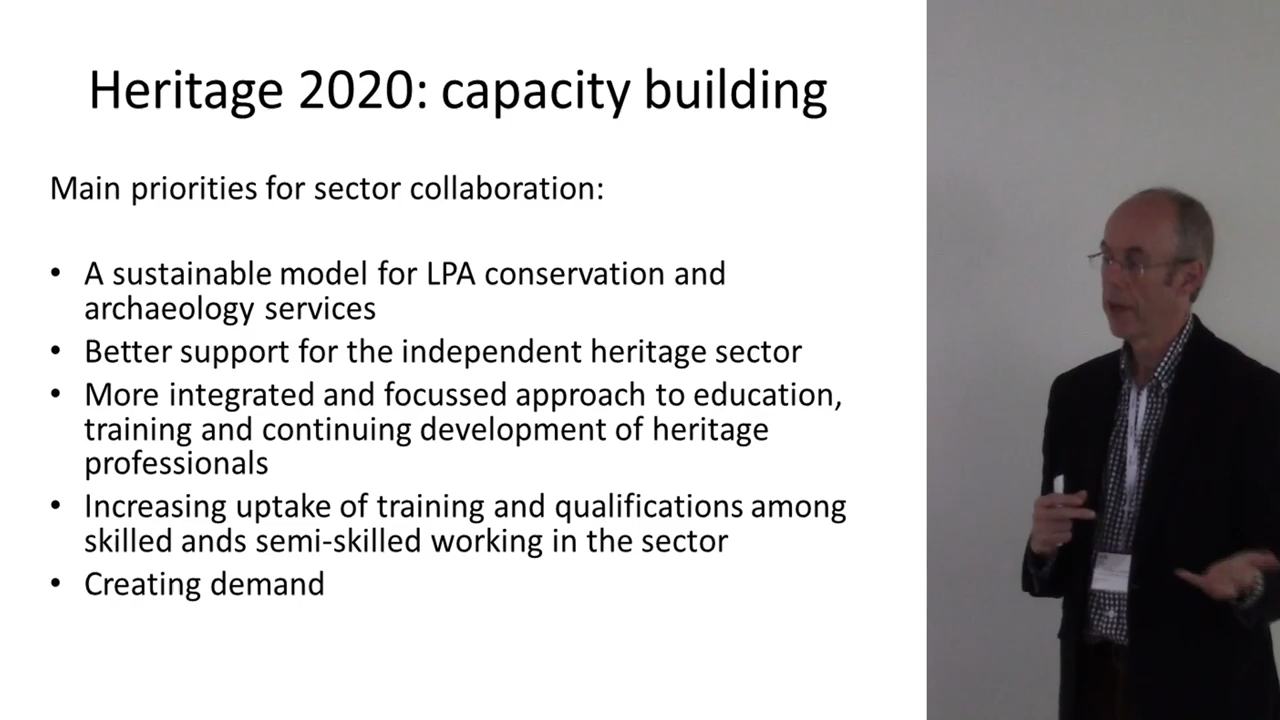 Heritage 2020: capacity building
Main priorities for sector collaboration:
• A sustainable model for LPA conservation and
archaeology services
• Better support for the independent heritage sector
• More integrated and focussed approach to education,
training and continuing development of heritage
professionals
• Increasing uptake of training and qualifications among
skilled ands semi-skilled working in the sector
• Creating demand